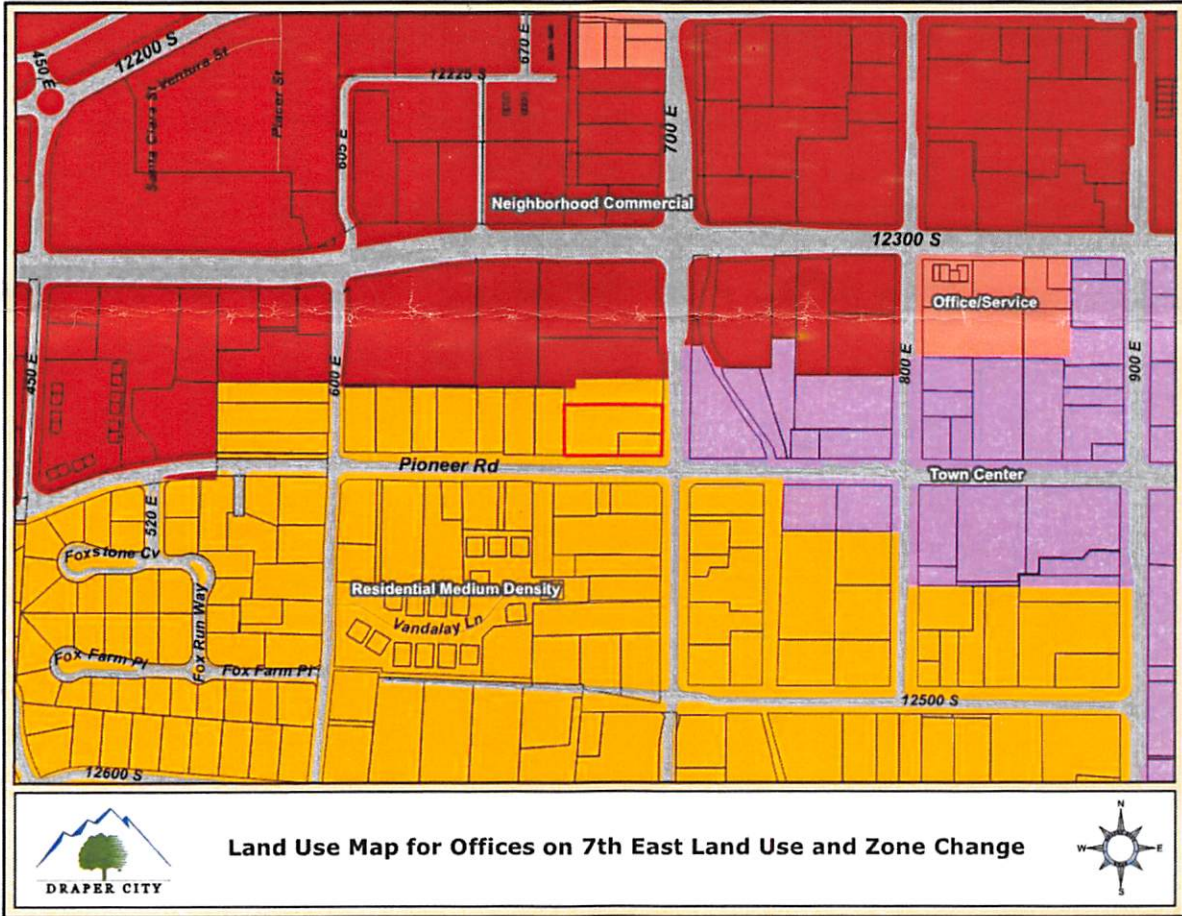 450 E
12200 S
Ventura St
Santa Clara St
Placer St
670 E
12225 S
605 E
700 E
Neighborhood Commercial
12300 S
Office/Service
450 E
600 E
800 E
900 E
Pioneer Rd
Town Center
520 E
Foxstone Cv
Residential Medium Density
Vandalay Ln
Fox Run Way
Fox Farm Pl
Fox Farm Pl
12500 S
12600 S
DRAPER CITY
Land Use Map for Offices on 7th East Land Use and Zone Change
N
W
E
S